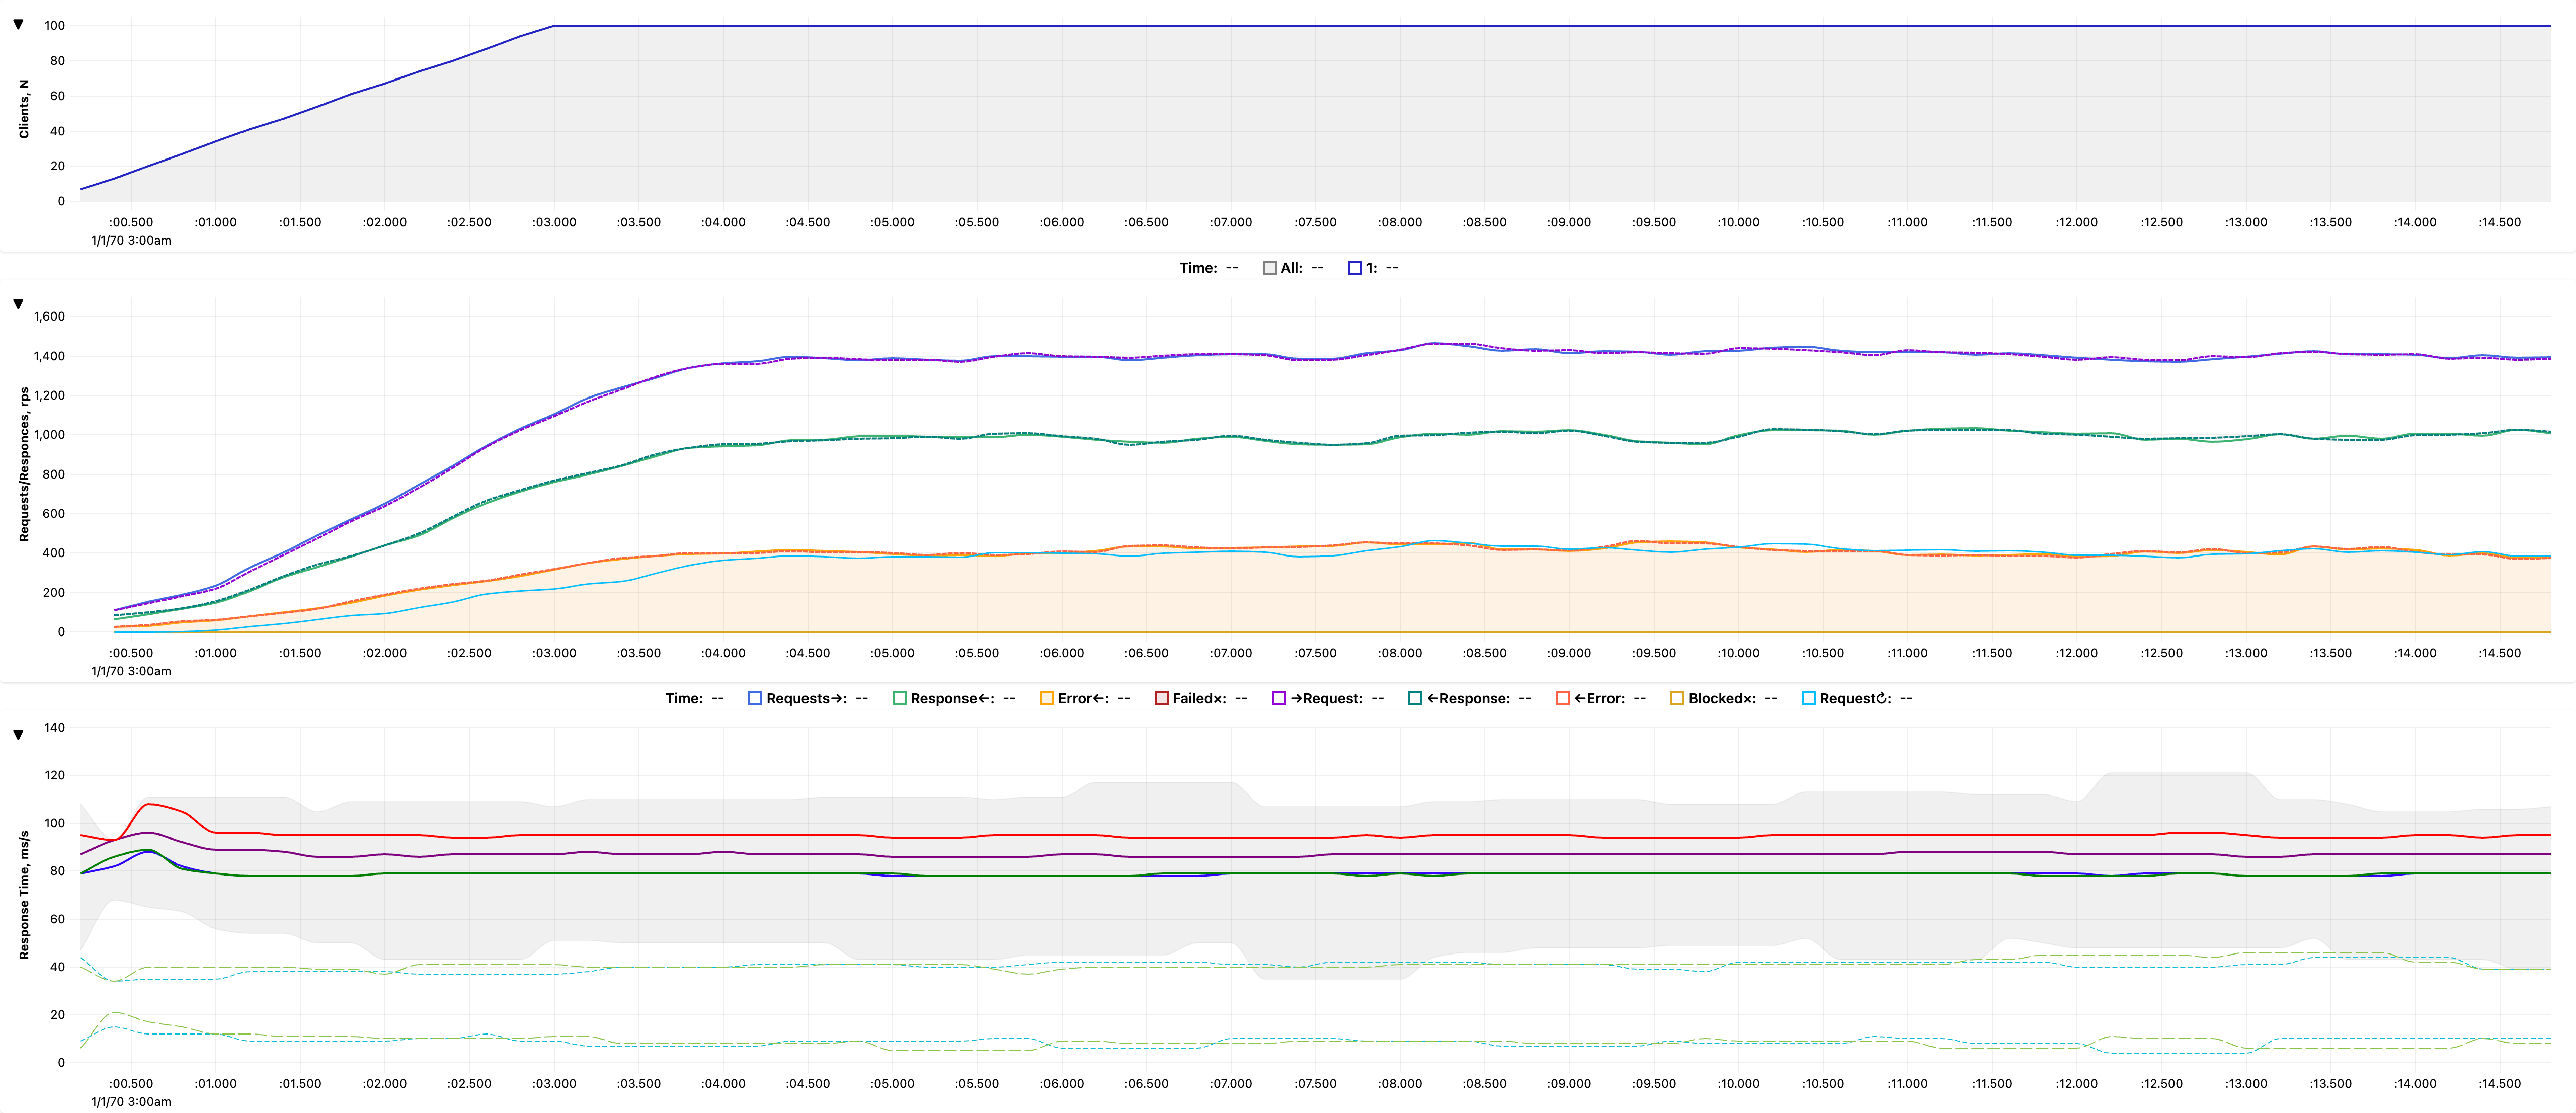 ▼
Clients, N
100
80
60
40
20
0
:00.500 :01.000 :01.500 :02.000 :02.500 :03.000 :03.500 :04.000 :04.500 :05.000 :05.500 :06.000 :06.500 :07.000 :07.500 :08.000 :08.500 :09.000 :09.500 :10.000 :10.500 :11.000 :11.500 :12.000 :12.500 :13.000 :13.500 :14.000 :14.500
1/1/70 3:00am
Time: -- All: -- 1: --
▼
Requests/Responces, rps
1,600
1,400
1,200
1,000
800
600
400
200
0
:00.500 :01.000 :01.500 :02.000 :02.500 :03.000 :03.500 :04.000 :04.500 :05.000 :05.500 :06.000 :06.500 :07.000 :07.500 :08.000 :08.500 :09.000 :09.500 :10.000 :10.500 :11.000 :11.500 :12.000 :12.500 :13.000 :13.500 :14.000 :14.500
1/1/70 3:00am
Time: -- Requests→: -- Response←: -- Error←: -- Failed×: -- →Request: -- ←Response: -- ←Error: -- Blocked×: -- Request↻: --
▼
Response Time, ms/s
140
120
100
80
60
40
20
0
:00.500 :01.000 :01.500 :02.000 :02.500 :03.000 :03.500 :04.000 :04.500 :05.000 :05.500 :06.000 :06.500 :07.000 :07.500 :08.000 :08.500 :09.000 :09.500 :10.000 :10.500 :11.000 :11.500 :12.000 :12.500 :13.000 :13.500 :14.000 :14.500
1/1/70 3:00am